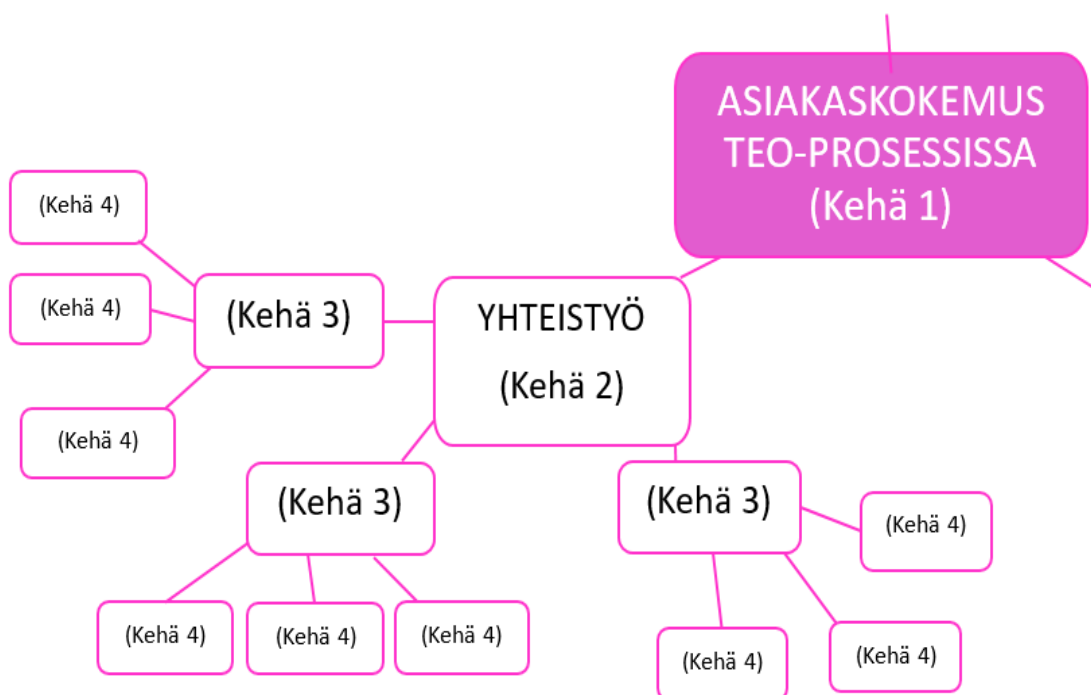 ASIAKASKOKEMUS
TEO-PROSESSISSA
(Kehä 1)
(Kehä 4)
(Kehä 4)
(Kehä 3)
YHTEISTYÖ
(Kehä 2)
(Kehä 4)
(Kehä 3)
(Kehä 3)
(Kehä 4)
(Kehä 4)
(Kehä 4)
(Kehä 4)
(Kehä 4)
(Kehä 4)